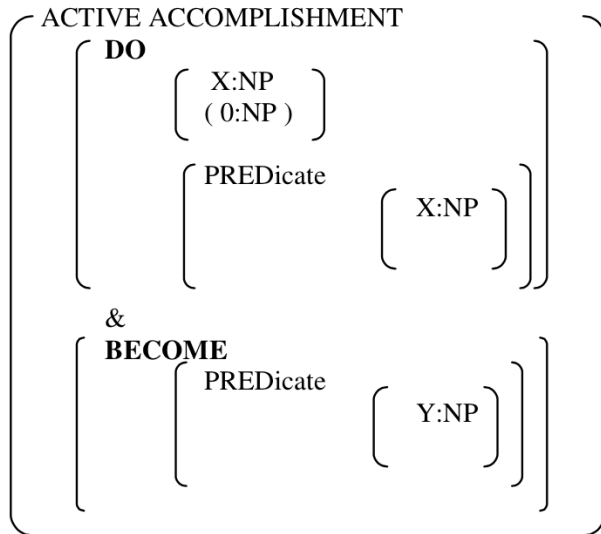 ACTIVE ACCOMPLISHMENT
DO
X:NP
( 0:NP )
PREDicate
X:NP
&
BECOME
PREDicate
Y:NP